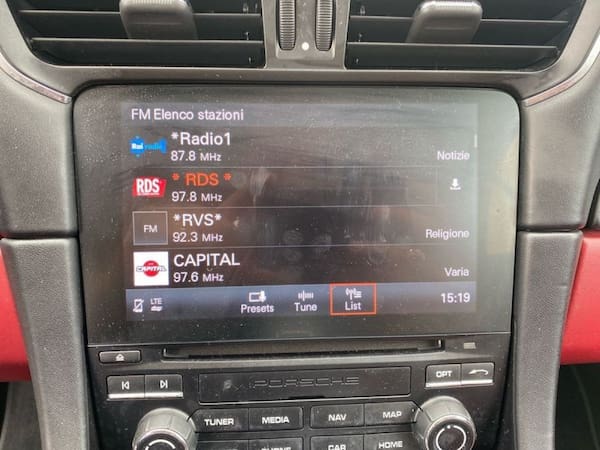 FM Elenco stazioni
Rai radio1
*Radio1
87.8 MHz
Notizie
RDS
* RDS *
97.8 MHz
FM
*RVS*
92.3 MHz
Religione
CAPITAL
CAPITAL
97.6 MHz
Varia
LTE
Presets
Tune
List
15:19
PORSCHE
OPT
TUNER
MEDIA
NAV
MAP
CAR
HOME